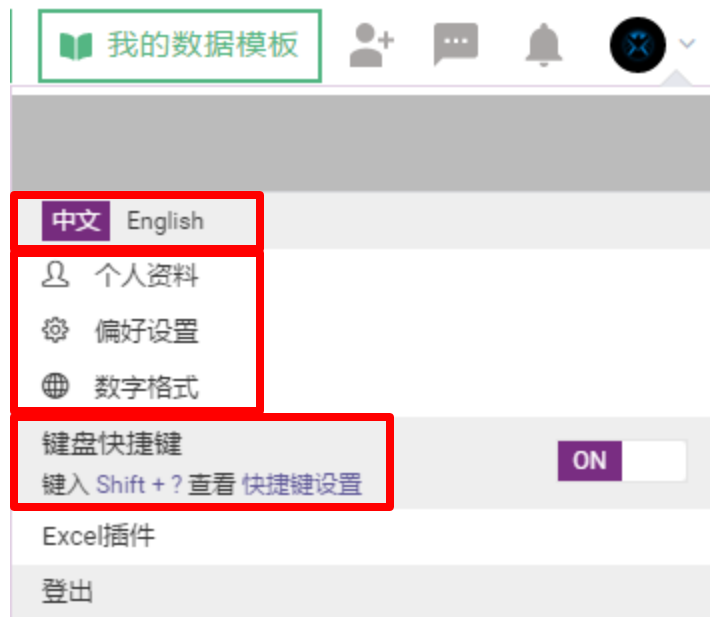 我的数据模板
中文 English
个人资料
偏好设置
数字格式
键盘快捷键
ON
键入 Shift + ? 查看 快捷键设置
Excel插件
登出